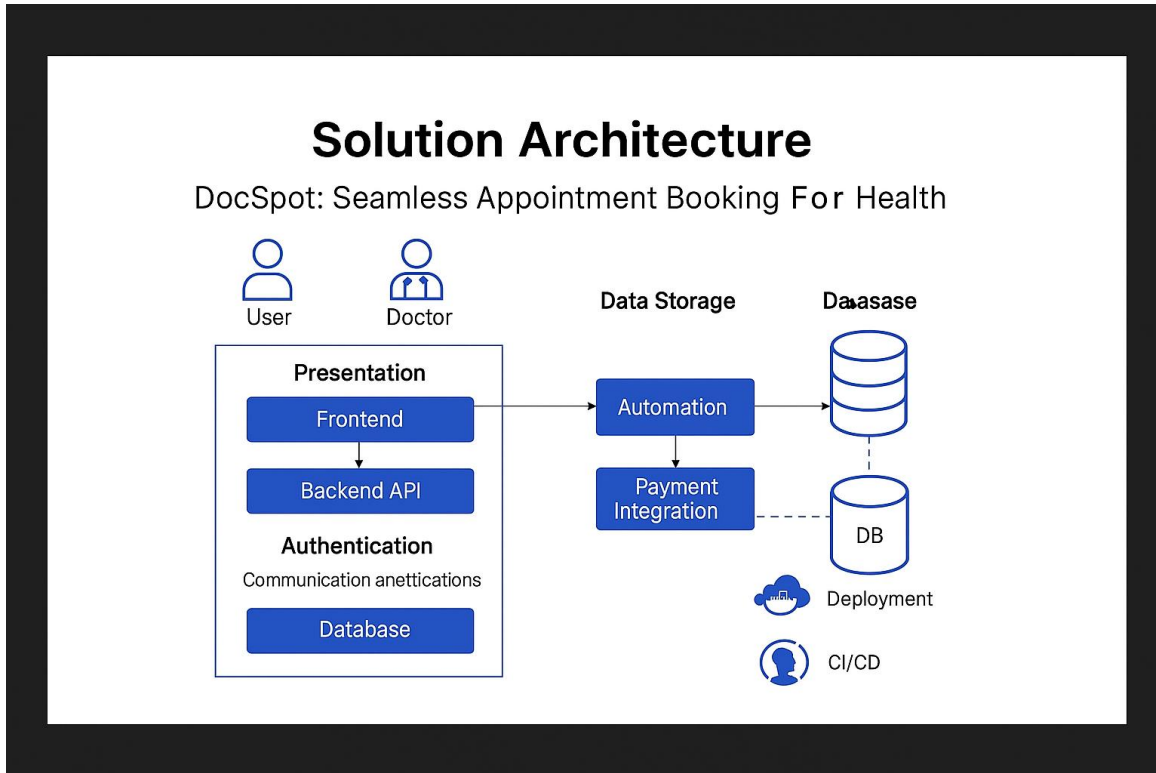 Solution Architecture
DocSpot: Seamless Appointment Booking For Health
User
Doctor
Presentation
Frontend
Backend API
Authentication
Communication anettications
Database
Data Storage
Automation
Payment
Integration
DB
Deployment
CI/CD